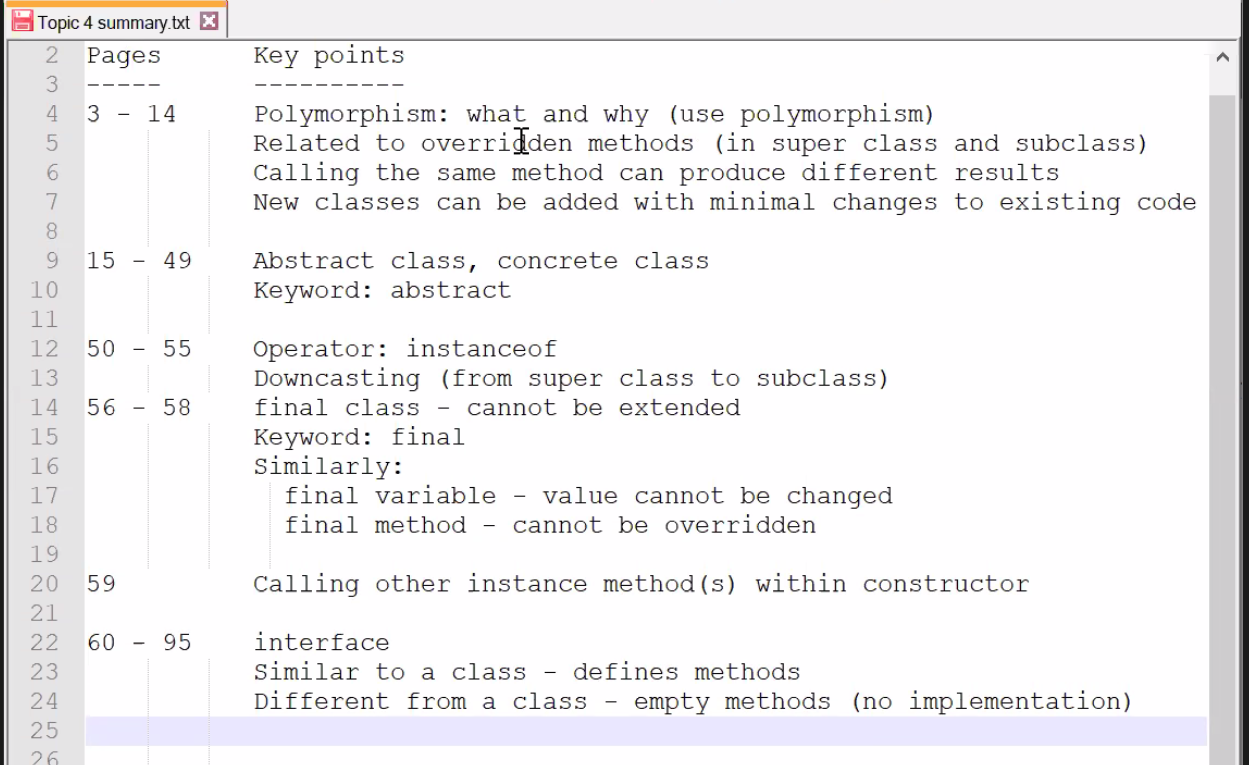 Topic 4 summary.txt
2 Pages Key points
3 ----- ----------
4 3 - 14 Polymorphism: what and why (use polymorphism)
5 Related to overridden methods (in super class and subclass)
6 Calling the same method can produce different results
7 New classes can be added with minimal changes to existing code
8
9 15 - 49 Abstract class, concrete class
10 Keyword: abstract
11
12 50 - 55 Operator: instanceof
13 Downcasting (from super class to subclass)
14 56 - 58 final class - cannot be extended
15 Keyword: final
16 Similarly:
17 final variable - value cannot be changed
18 final method - cannot be overridden
19
20 59 Calling other instance method(s) within constructor
21
22 60 - 95 interface
23 Similar to a class - defines methods
24 Different from a class - empty methods (no implementation)
25
26